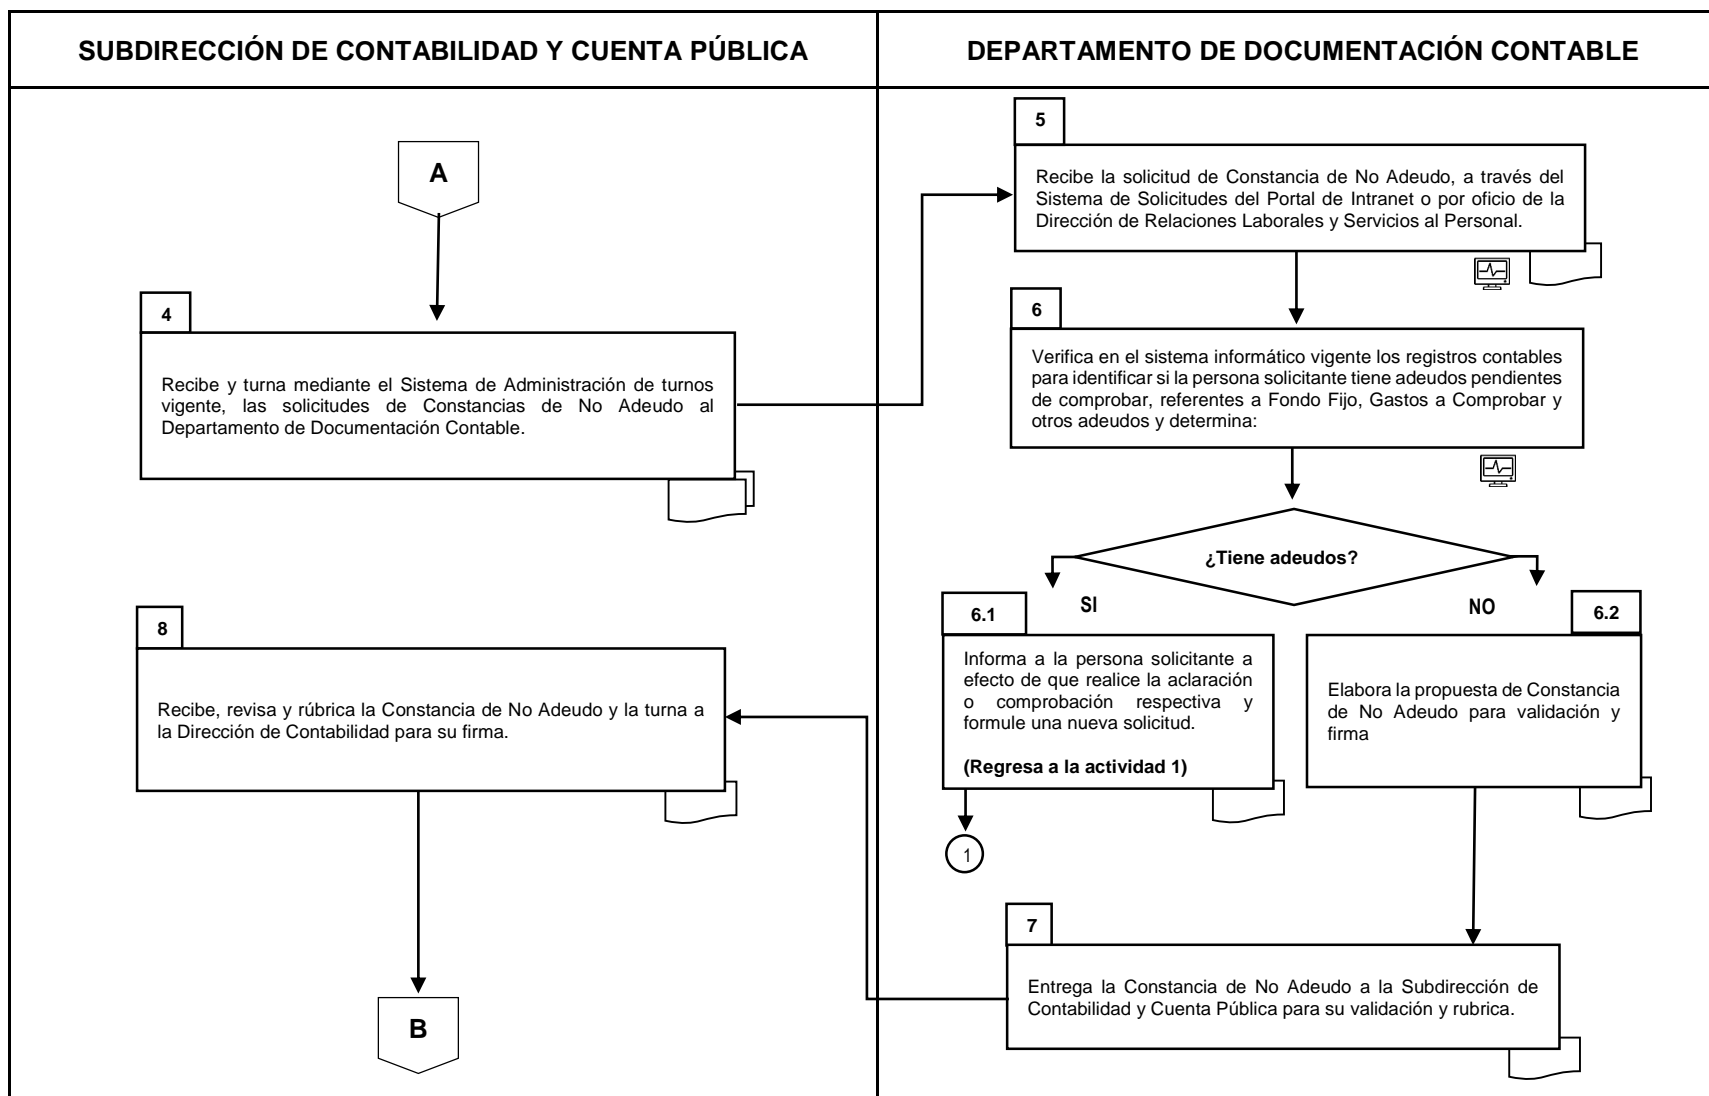 SUBDIRECCIÓN DE CONTABILIDAD Y CUENTA PÚBLICA
DEPARTAMENTO DE DOCUMENTACIÓN CONTABLE
A
4
Recibe y turna mediante el Sistema de Administración de turnos
vigente, las solicitudes de Constancias de No Adeudo al
Departamento de Documentación Contable.
5
Recibe la solicitud de Constancia de No Adeudo, a través del
Sistema de Solicitudes del Portal de Intranet o por oficio de la
Dirección de Relaciones Laborales y Servicios al Personal.
6
Verifica en el sistema informático vigente los registros contables
para identificar si la persona solicitante tiene adeudos pendientes
de comprobar, referentes a Fondo Fijo, Gastos a Comprobar y
otros adeudos y determina:
¿Tiene adeudos?
SI
NO
6.1
Informa a la persona solicitante a
efecto de que realice la aclaración
o comprobación respectiva y
formule una nueva solicitud.
(Regresa a la actividad 1)
1
6.2
Elabora la propuesta de Constancia
de No Adeudo para validación y
firma
7
Entrega la Constancia de No Adeudo a la Subdirección de
Contabilidad y Cuenta Pública para su validación y rubrica.
8
Recibe, revisa y rúbrica la Constancia de No Adeudo y la turna a
la Dirección de Contabilidad para su firma.
B